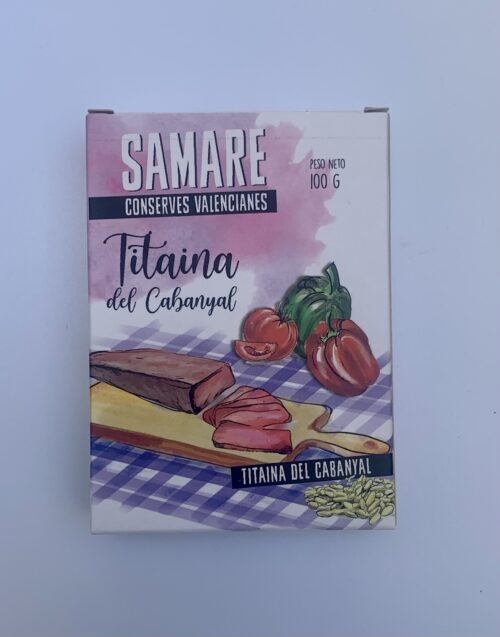 SAMARE
CONSERVES VALENCIANES
PESO NETO
100 G
Titaina
del Cabanyal
TITAINA DEL CABANYAL